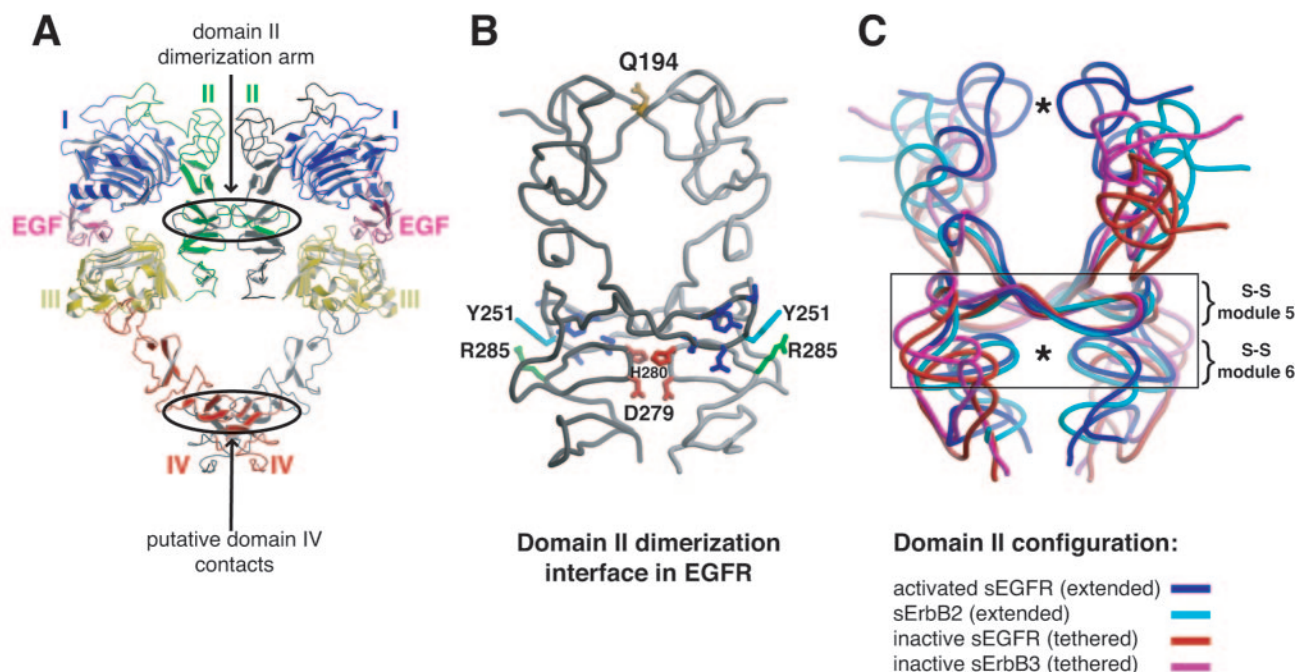 A
domain II
dimerization arm
II II
I I
EGF EGF
III III
IV IV
putative domain IV
contacts
B
Q194
Y251 Y251
R285 R285
H280
D279
Domain II dimerization
interface in EGFR
C
*
S-S
module 5
*
S-S
module 6
Domain II configuration:
activated sEGFR (extended)
sErbB2 (extended)
inactive sEGFR (tethered)
inactive sErbB3 (tethered)